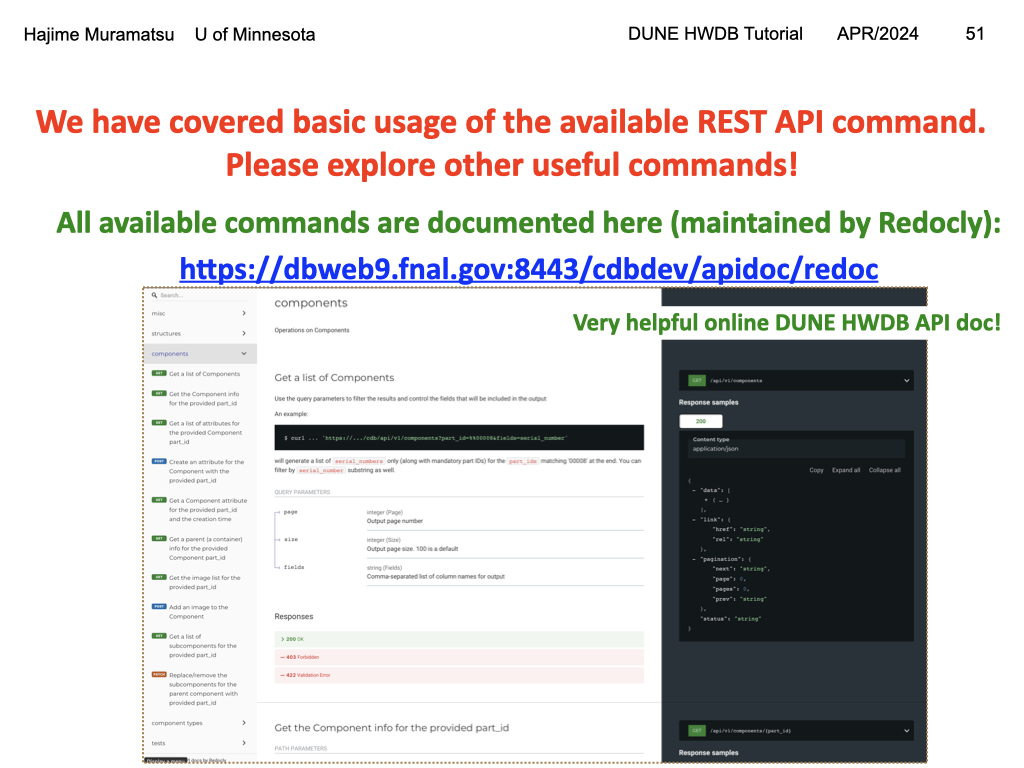 Hajime Muramatsu U of Minnesota
DUNE HWDB Tutorial APR/2024 51
We have covered basic usage of the available REST API command.
Please explore other useful commands!
All available commands are documented here (maintained by Redocly):
https://dbweb9.fnal.gov:8443/cdbdev/apidoc/redoc
Very helpful online DUNE HWDB API doc!
Search...
misc
structures
components
GET Get a list of Components
GET Get the Component info
for the provided part_id
GET Get a list of attributes for
the provided Component
part_id
POST Create an attribute for the
Component with the
provided part_id
GET Get a Component attribute
for the provided part_id
and the creation time
GET Get a parent (a container)
info for the provided
Component part_id
GET Get the image list for the
provided part_id
POST Add an image to the
Component
GET Get a list of
subcomponents for the
provided part_id
PATCH Replace/remove the
subcomponents for the
parent component with
provided part_id
component types
tests
Display a menu
docs by Redocly
components
Operations on Components
Get a list of Components
Use the query parameters to filter the results and control the fields that will be included in the output
An example:
$ curl ... 'https://.../cdb/api/v1/components?part_id=%%00008&fields=serial_number'
will generate a list of serial_numbers only (along with mandatory part IDs) for the part_ids matching '00008' at the end. You can
filter by serial_number substring as well.
QUERY PARAMETERS
page integer (Page)
Output page number
size integer (Size)
Output page size. 100 is a default
fields string (Fields)
Comma-separated list of column names for output
Responses
> 200 OK
— 403 Forbidden
— 422 Validation Error
Get the Component info for the provided part_id
PATH PARAMETERS
GET /api/v1/components
Response samples
200
Content type
application/json
Copy Expand all Collapse all
{
- "data": [
+ { … }
],
- "link": {
"href": "string",
"rel": "string"
},
- "pagination": {
"next": "string",
"page": 0,
"pages": 0,
"prev": "string"
},
"status": "string"
}
GET /api/v1/components/{part_id}
Response samples